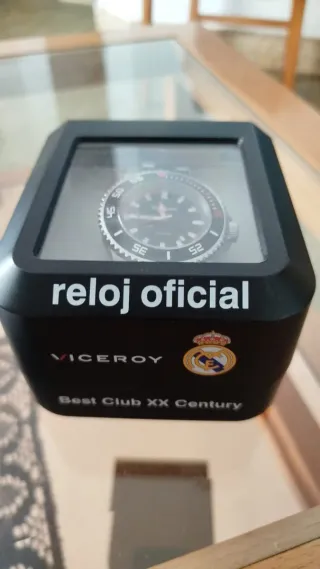 reloj oficial
VICEROY
Best Club XX Century